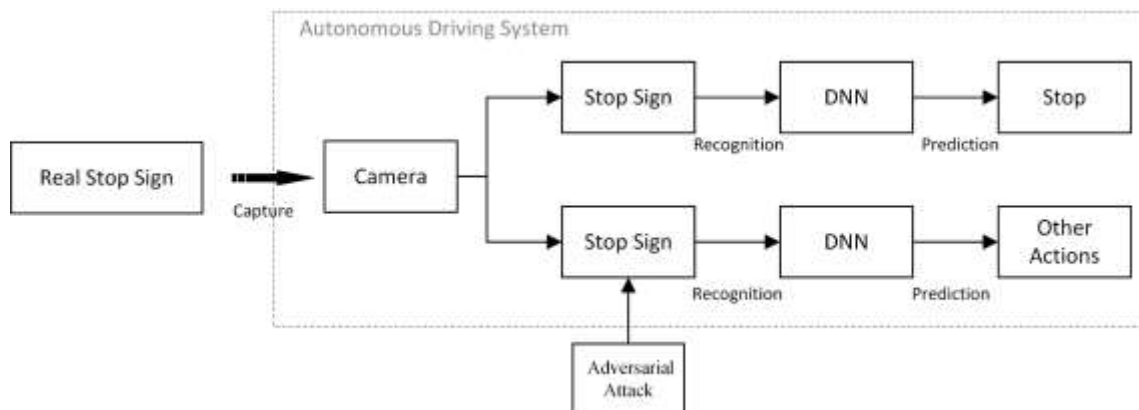 Autonomous Driving System
Stop Sign
DNN
Stop
Recognition
Prediction
Real Stop Sign
Capture
Camera
Stop Sign
DNN
Other
Actions
Recognition
Prediction
Adversarial
Attack